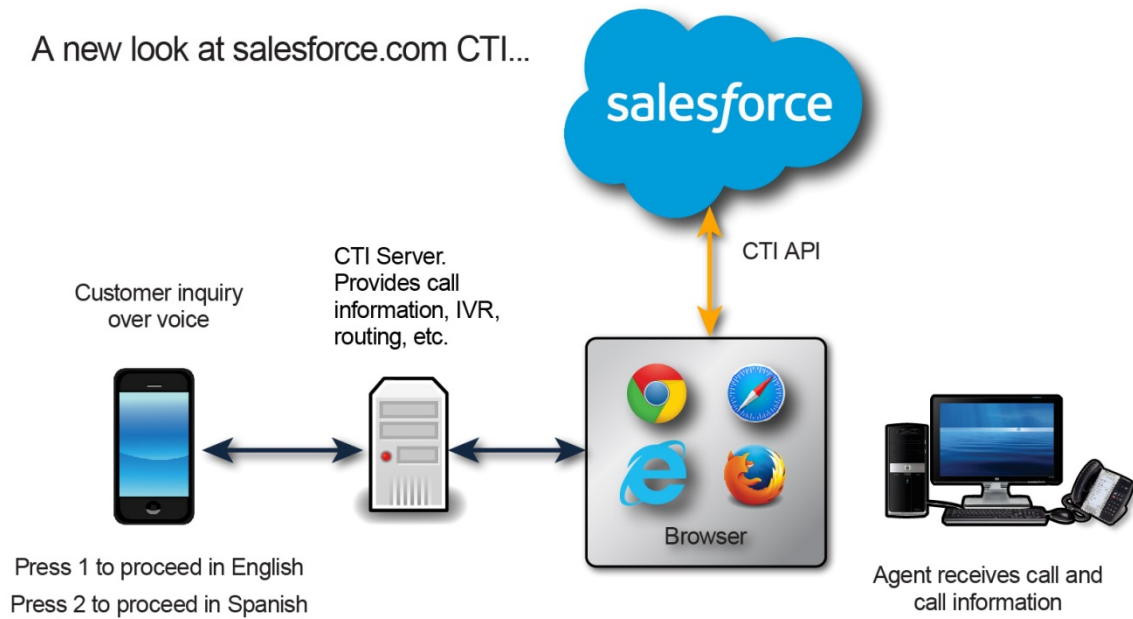 A new look at salesforce.com CTI...
salesforce
CTI API
CTI Server.
Provides call
information, IVR,
routing, etc.
Customer inquiry
over voice
Browser
Press 1 to proceed in English
Press 2 to proceed in Spanish
Agent receives call and
call information